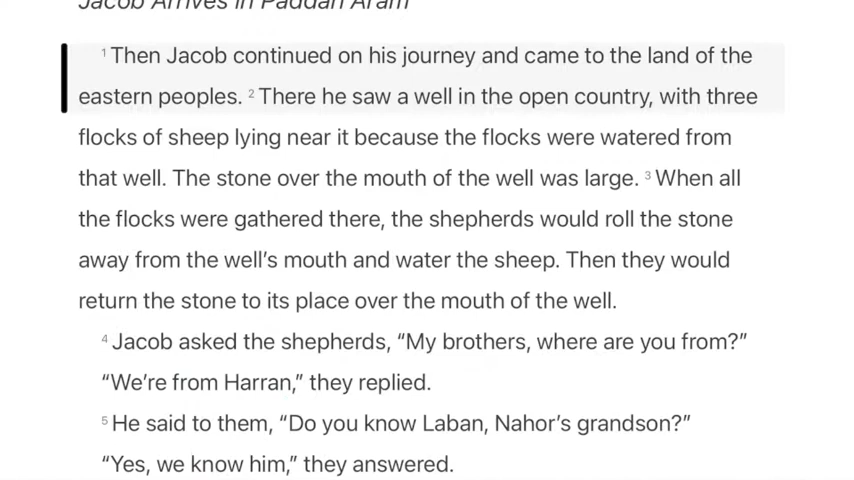 Jacob Arrives in Paddan Aram
1 Then Jacob continued on his journey and came to the land of the
eastern peoples. 2 There he saw a well in the open country, with three
flocks of sheep lying near it because the flocks were watered from
that well. The stone over the mouth of the well was large. 3 When all
the flocks were gathered there, the shepherds would roll the stone
away from the well’s mouth and water the sheep. Then they would
return the stone to its place over the mouth of the well.
4 Jacob asked the shepherds, “My brothers, where are you from?”
“We’re from Harran,” they replied.
5 He said to them, “Do you know Laban, Nahor’s grandson?”
“Yes, we know him,” they answered.